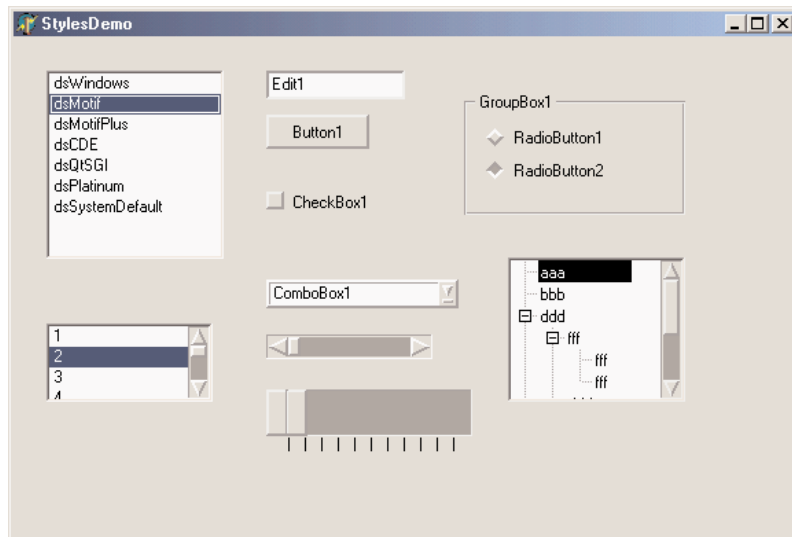 StylesDemo
dsWindows
dsMotif
dsMotifPlus
dsCDE
dsQtSGI
dsPlatinum
dsSystemDefault
Edit1
Button1
CheckBox1
GroupBox1
RadioButton1
RadioButton2
ComboBox1
1
2
3
4
aaa
bbb
ddd
fff
fff
fff